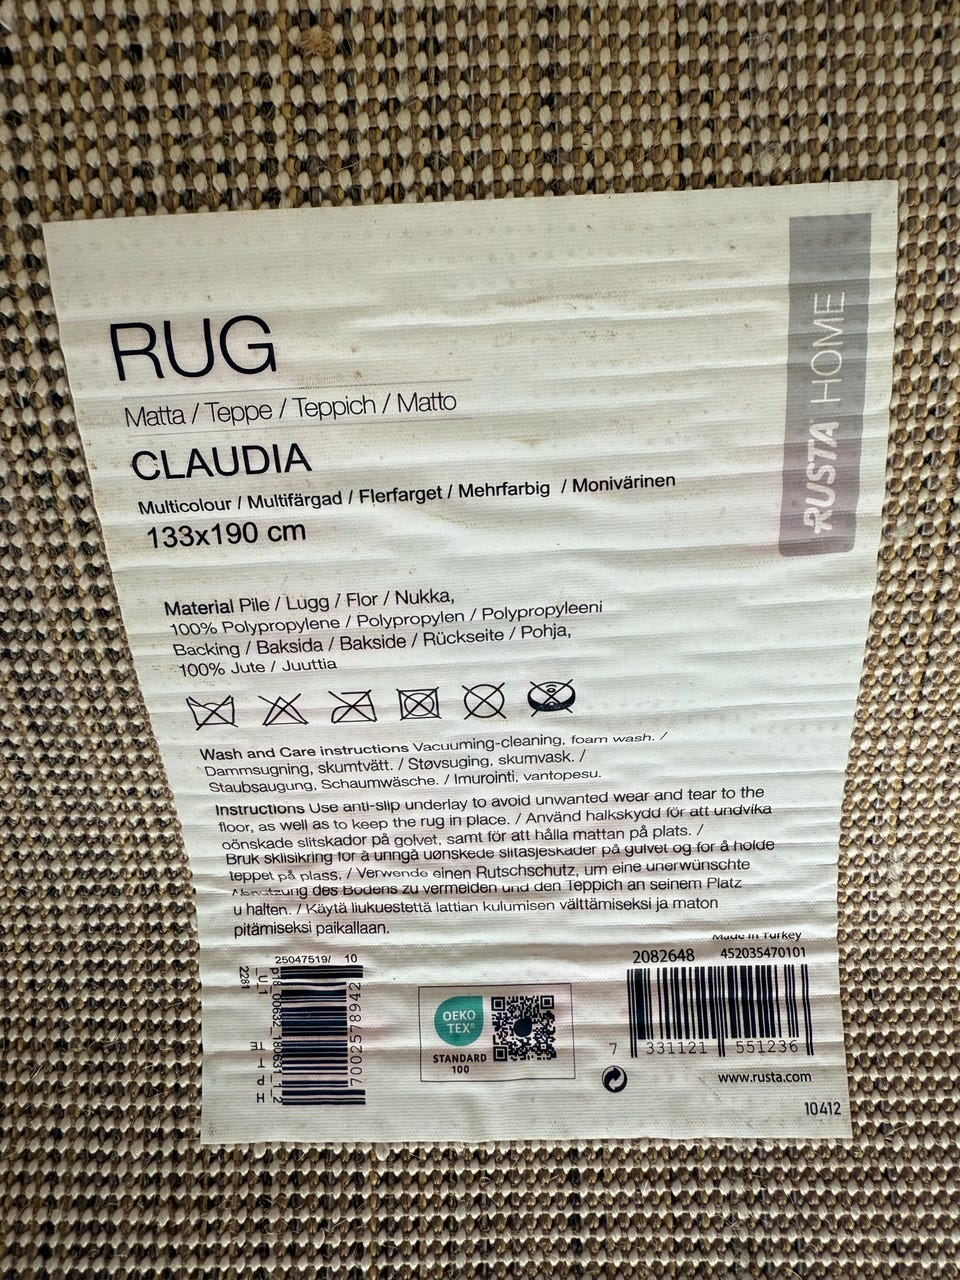 RUSTA HOME
RUG
Matta / Teppe / Teppich / Matto
CLAUDIA
Multicolour / Multifärgad / Flerfarget / Mehrfarbig / Monivärinen
133x190 cm
Material Pile / Lugg / Flor / Nukka,
100% Polypropylene / Polypropylen / Polypropyleeni
Backing / Baksida / Bakside / Rückseite / Pohja,
100% Jute / Juuttia
Wash and Care instructions Vacuuming-cleaning, foam wash. /
Dammsugning, skumtvätt. / Støvsuging, skumvask. /
Staubsaugung, Schaumwäsche. / Imurointi, vantopesu.
Instructions Use anti-slip underlay to avoid unwanted wear and tear to the
floor, as well as to keep the rug in place. / Använd halkskydd för att undvika
oönskade slitskador på golvet, samt för att hålla mattan på plats. /
Bruk sklisikring for å unngå uønskede slitasjeskader på gulvet og for å holde
teppet på plass. / Verwende einen Rutschschutz, um eine unerwünschte
des Bodens zu vermeiden und den Teppich an seinem Platz
u halten. / Käytä liukuestettä lattian kulumisen välttämiseksi ja maton
pitämiseksi paikallaan.
Made in Turkey
25047519/ 10
2082648 452035470101
2281
7002578942
OEKO
TEX®
STANDARD
100
7 331121 551236
www.rusta.com
10412